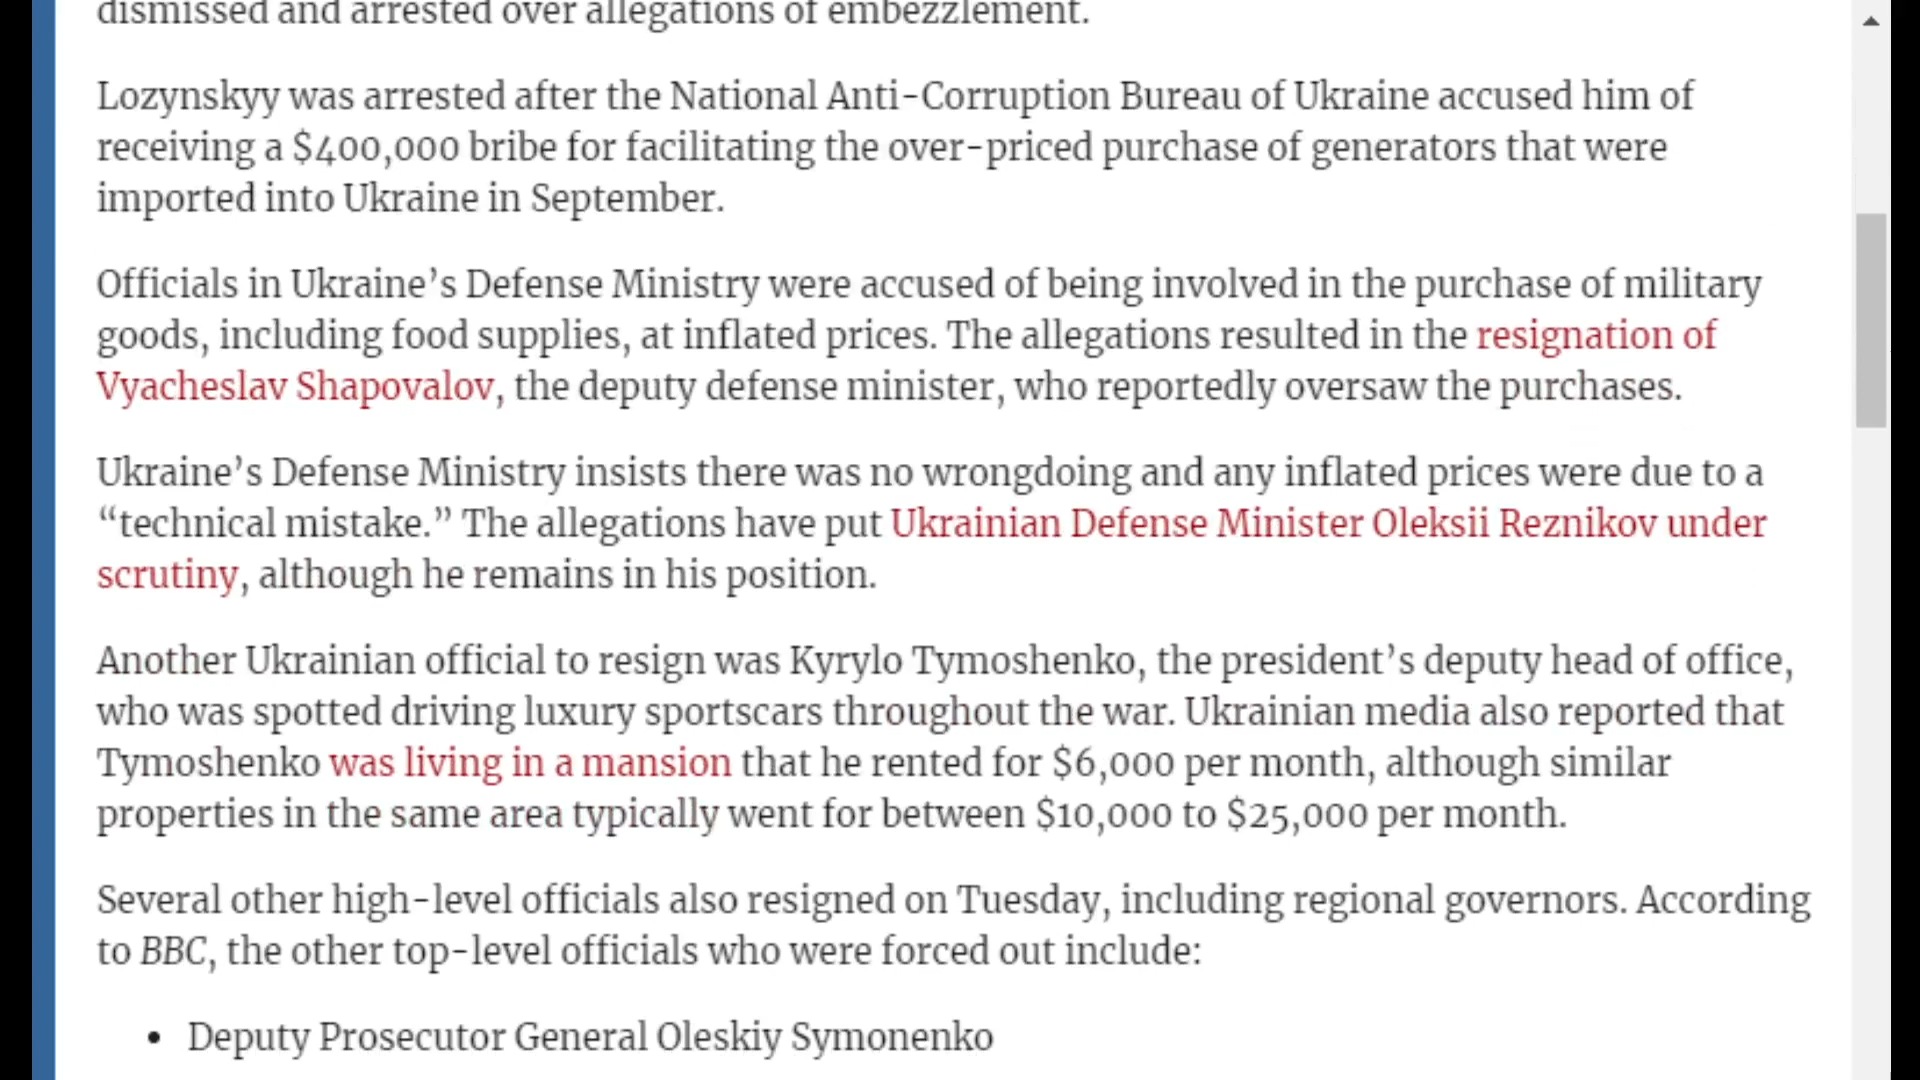 dismissed and arrested over allegations of embezzlement.
Lozynskyy was arrested after the National Anti-Corruption Bureau of Ukraine accused him of
receiving a $400,000 bribe for facilitating the over-priced purchase of generators that were
imported into Ukraine in September.
Officials in Ukraine’s Defense Ministry were accused of being involved in the purchase of military
goods, including food supplies, at inflated prices. The allegations resulted in the resignation of
Vyacheslav Shapovalov, the deputy defense minister, who reportedly oversaw the purchases.
Ukraine’s Defense Ministry insists there was no wrongdoing and any inflated prices were due to a
“technical mistake.” The allegations have put Ukrainian Defense Minister Oleksii Reznikov under
scrutiny, although he remains in his position.
Another Ukrainian official to resign was Kyrylo Tymoshenko, the president’s deputy head of office,
who was spotted driving luxury sportscars throughout the war. Ukrainian media also reported that
Tymoshenko was living in a mansion that he rented for $6,000 per month, although similar
properties in the same area typically went for between $10,000 to $25,000 per month.
Several other high-level officials also resigned on Tuesday, including regional governors. According
to BBC, the other top-level officials who were forced out include:
• Deputy Prosecutor General Oleskiy Symonenko